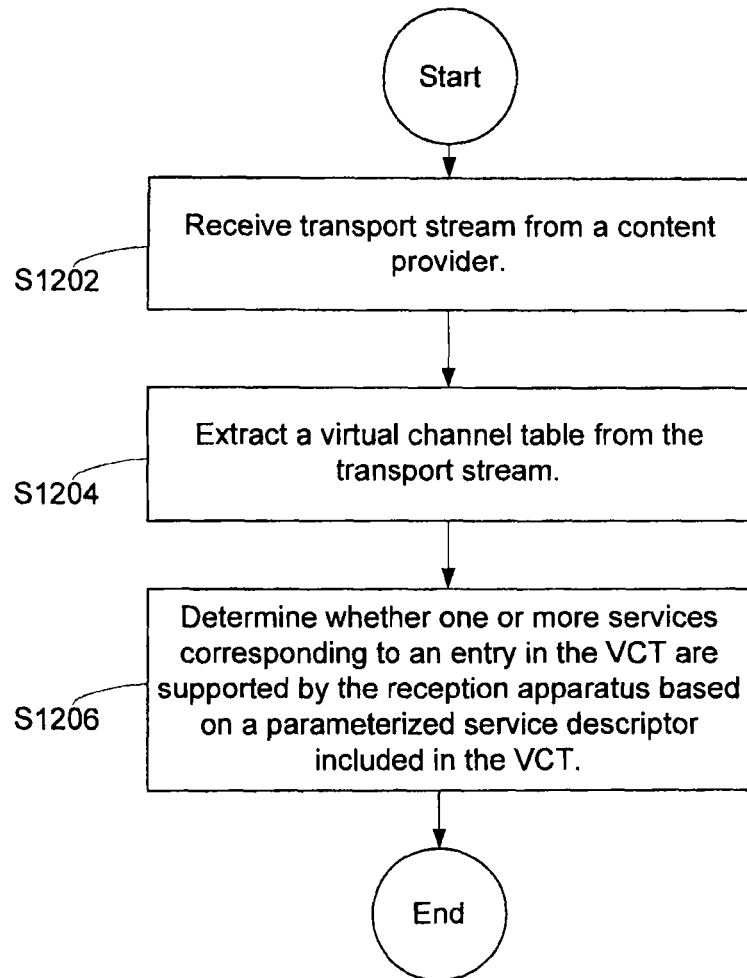 Start
Receive transport stream from a content
provider.
S1202
Extract a virtual channel table from the
transport stream.
S1204
Determine whether one or more services
corresponding to an entry in the VCT are
supported by the reception apparatus based
on a parameterized service descriptor
included in the VCT.
S1206
End